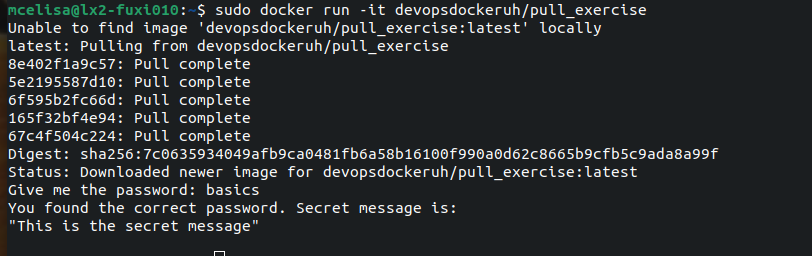 mcelisa@lx2-fuxi010:~$ sudo docker run -it devopsdockeruh/pull_exercise
Unable to find image 'devopsdockeruh/pull_exercise:latest' locally
latest: Pulling from devopsdockeruh/pull_exercise
8e402f1a9c57: Pull complete
5e2195587d10: Pull complete
6f595b2fc66d: Pull complete
165f32bf4e94: Pull complete
67c4f504c224: Pull complete
Digest: sha256:7c0635934049afb9ca0481fb6a58b16100f990a0d62c8665b9cfb5c9ada8a99f
Status: Downloaded newer image for devopsdockeruh/pull_exercise:latest
Give me the password: basics
You found the correct password. Secret message is:
"This is the secret message"